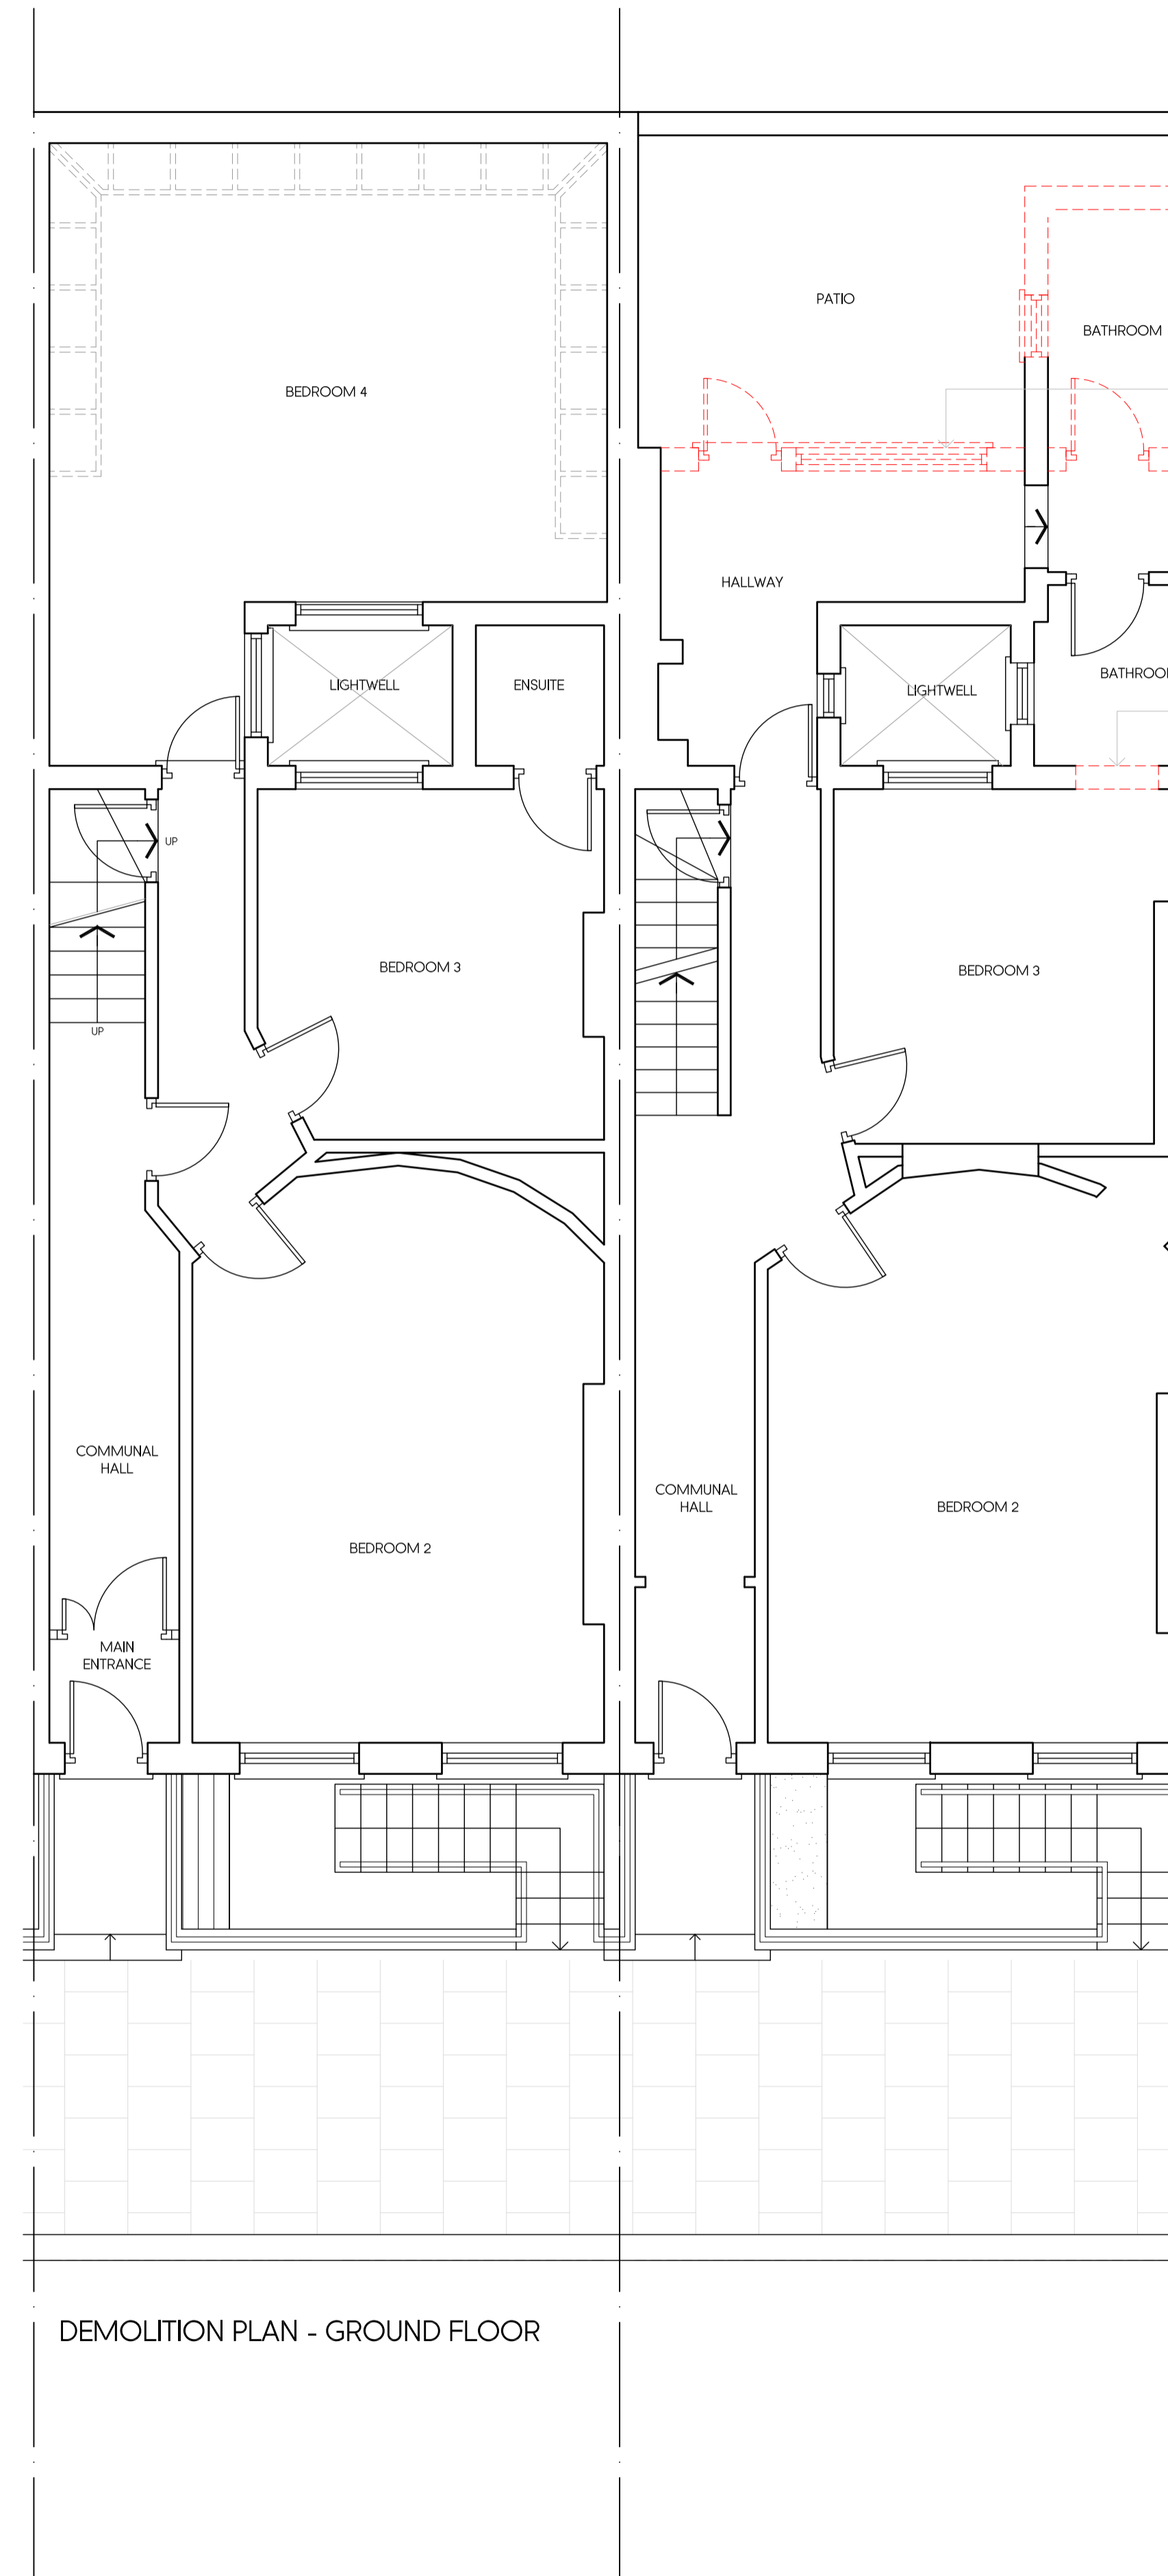 PATIO
BATHROOM
BEDROOM 4
HALLWAY
LIGHTWELL
ENSUITE
LIGHTWELL
UP
BEDROOM 3
BEDROOM 3
UP
COMMUNAL
HALL
COMMUNAL
HALL
BEDROOM 2
BEDROOM 2
MAIN
ENTRANCE
DEMOLITION PLAN - GROUND FLOOR